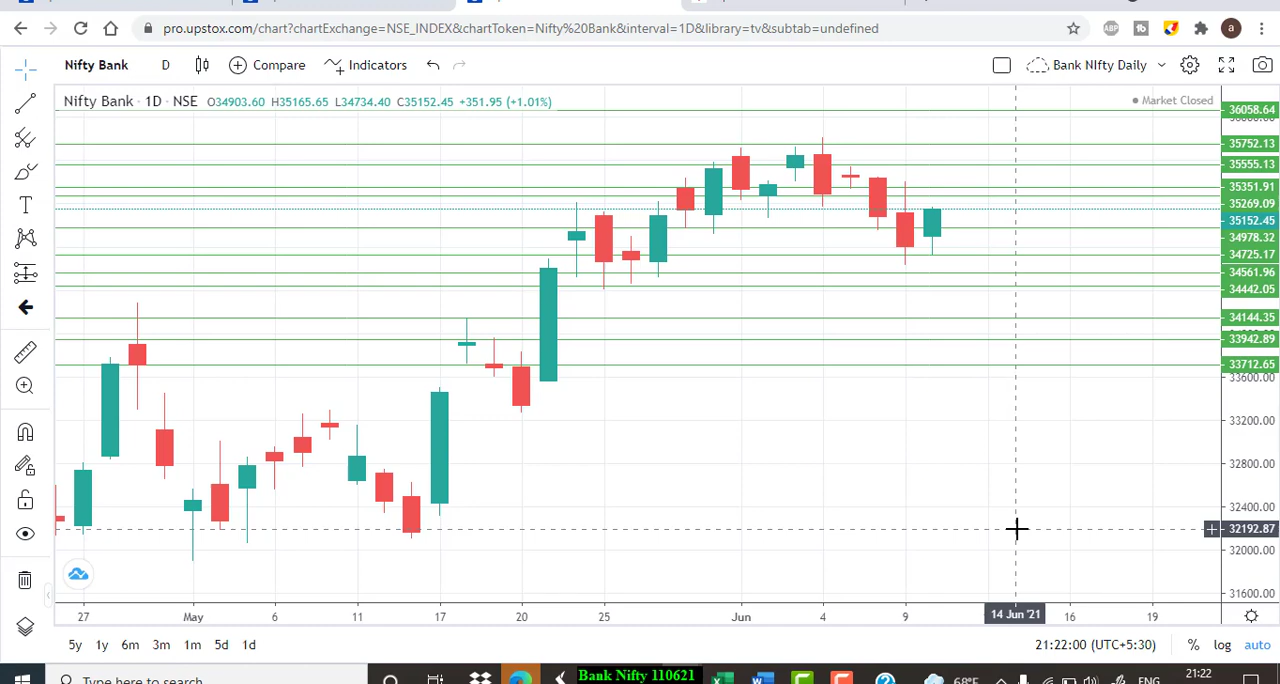 pro.upstox.com/chart?chartExchange=NSE_INDEX&chartToken=Nifty%20Bank&interval=1D&library=tv&subtab=undefined
ABP
a
Nifty Bank D Compare Indicators Bank NIfty Daily
Nifty Bank · 1D · NSE O34903.60 H35165.65 L34734.40 C35152.45 +351.95 (+1.01%)
Market Closed
36058.64
35752.13
35555.13
35351.91
35269.09
35152.45
34978.32
34725.17
34561.96
34442.05
34144.35
33942.89
33712.65
33600.00
33200.00
32800.00
32400.00
32192.87
32000.00
31600.00
27 May 6 11 17 20 25 Jun 4 9 14 Jun '21 16 19
5y 1y 6m 3m 1m 5d 1d 21:22:00 (UTC+5:30) % log auto
Type here to search Bank Nifty 110621 68°F ENG 21:22